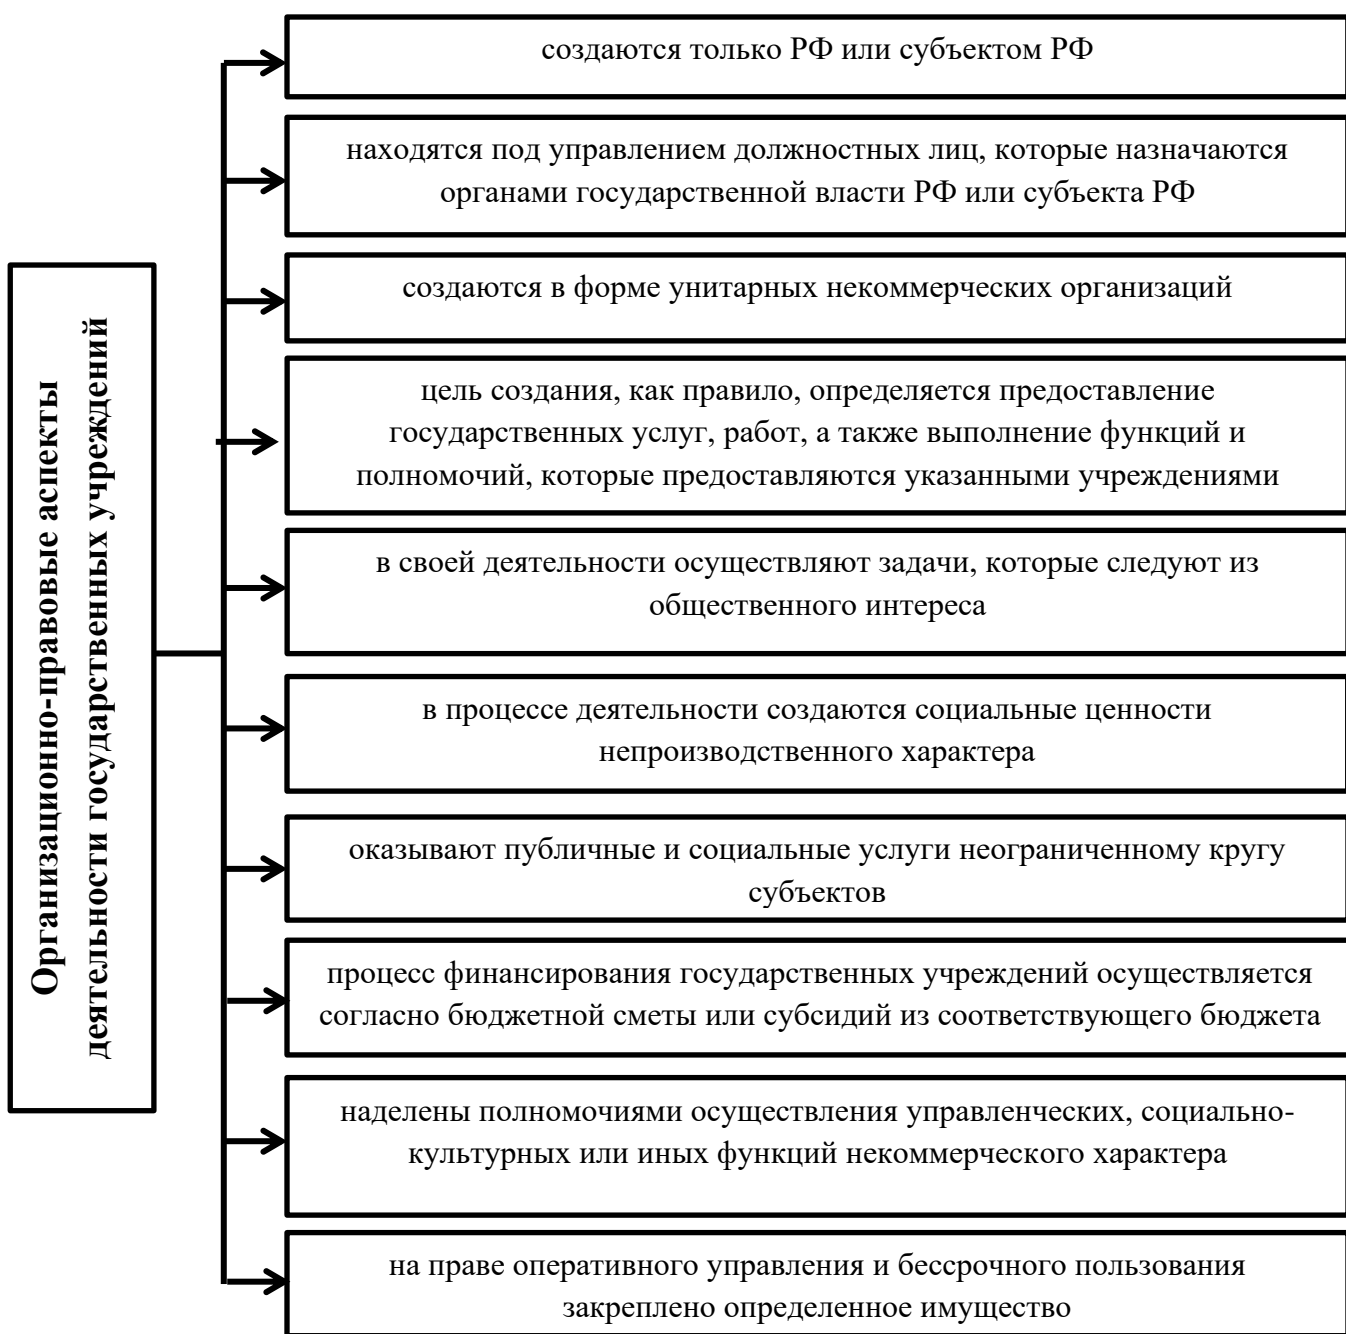 Организационно-правовые аспекты
деятельности государственных учреждений
создаются только РФ или субъектом РФ
находятся под управлением должностных лиц, которые назначаются
органами государственной власти РФ или субъекта РФ
создаются в форме унитарных некоммерческих организаций
цель создания, как правило, определяется предоставление
государственных услуг, работ, а также выполнение функций и
полномочий, которые предоставляются указанными учреждениями
в своей деятельности осуществляют задачи, которые следуют из
общественного интереса
в процессе деятельности создаются социальные ценности
непроизводственного характера
оказывают публичные и социальные услуги неограниченному кругу
субъектов
процесс финансирования государственных учреждений осуществляется
согласно бюджетной сметы или субсидий из соответствующего бюджета
наделены полномочиями осуществления управленческих, социально-
культурных или иных функций некоммерческого характера
на праве оперативного управления и бессрочного пользования
закреплено определенное имущество